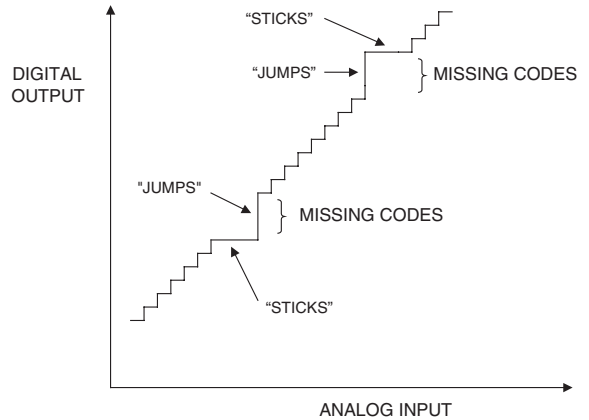 “STICKS”
DIGITAL
OUTPUT
“JUMPS”
MISSING CODES
"JUMPS"
MISSING CODES
“STICKS”
ANALOG INPUT